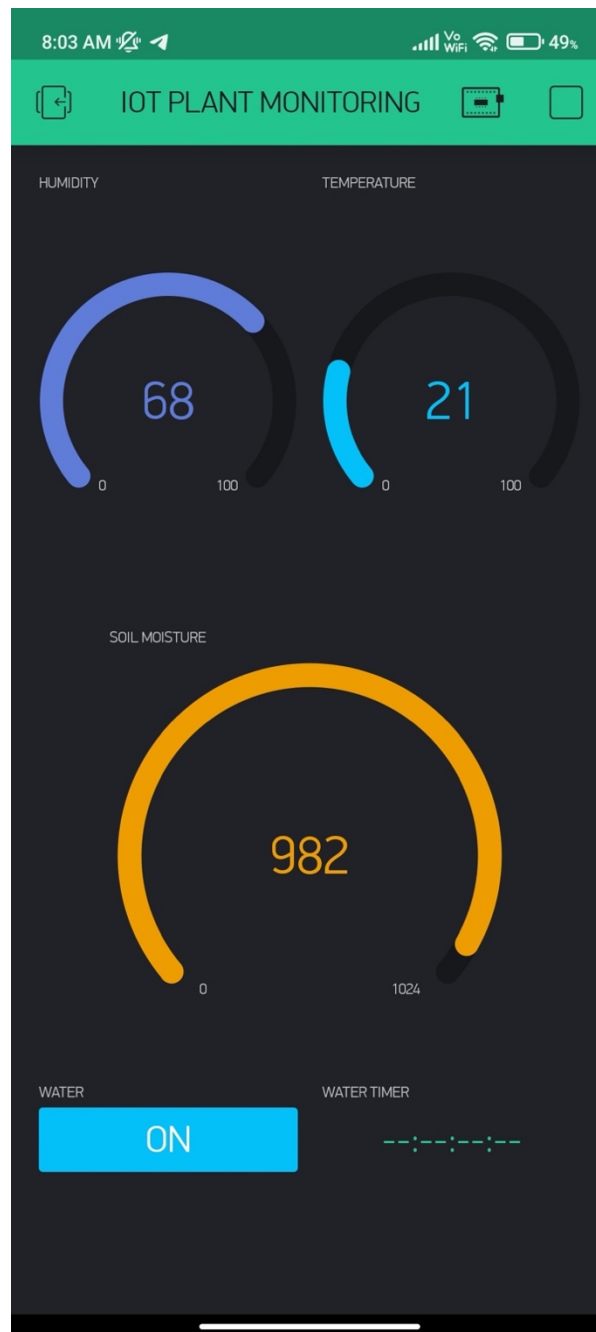 8:03 AM Vo WiFi 49%
IOT PLANT MONITORING
HUMIDITY TEMPERATURE
68 21
0 100 0 100
SOIL MOISTURE
982
0 1024
WATER WATER TIMER
ON --:--:--:--